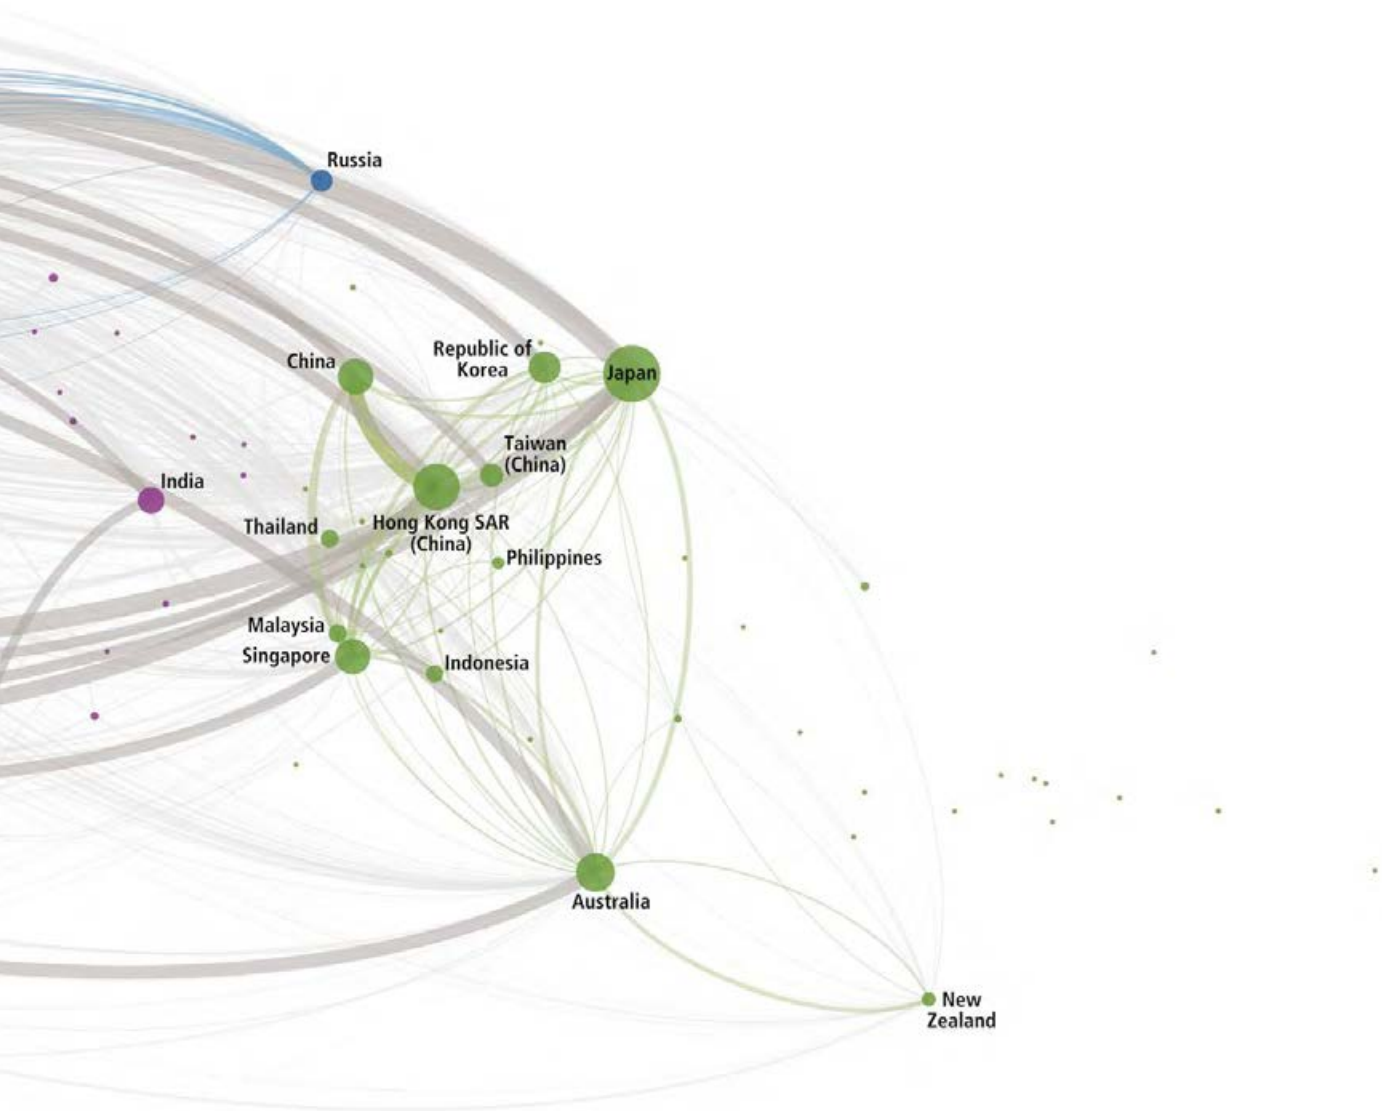 Russia
Republic of
Korea
China
Japan
Taiwan
(China)
India
Thailand
Hong Kong SAR
(China)
Philippines
Malaysia
Singapore
Indonesia
Australia
New
Zealand